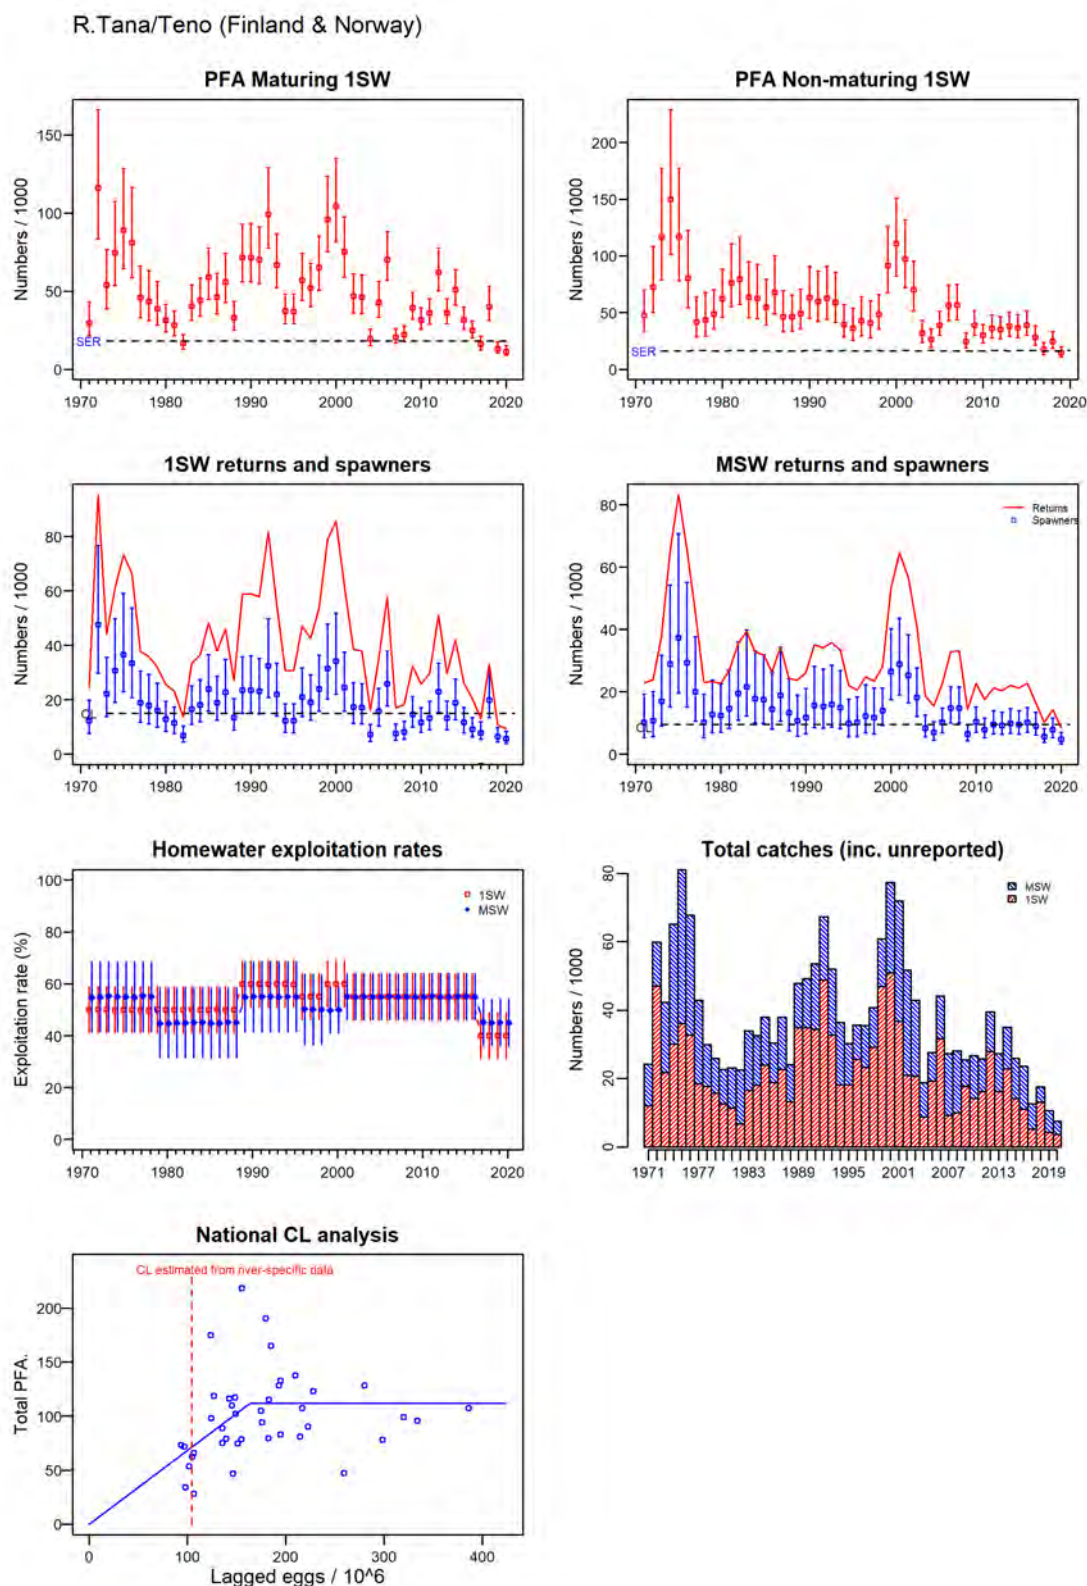 R.Tana/Teno (Finland & Norway)
PFA Maturing 1SW
Numbers / 1000
150
100
50
0
SER
1970 1980 1990 2000 2010 2020
PFA Non-maturing 1SW
Numbers / 1000
200
150
100
50
0
SER
1970 1980 1990 2000 2010 2020
1SW returns and spawners
Numbers / 1000
80
60
40
20
0
1970 1980 1990 2000 2010 2020
MSW returns and spawners
Returns
Spawners
Numbers / 1000
80
60
40
20
0
1970 1980 1990 2000 2010 2020
Homewater exploitation rates
1SW
MSW
Exploitation rate (%)
100
80
60
40
20
0
1970 1980 1990 2000 2010 2020
Total catches (inc. unreported)
MSW
1SW
Numbers / 1000
80
60
40
20
0
1971 1977 1983 1989 1995 2001 2007 2013 2019
National CL analysis
CL estimated from river-specific data
Total PFA.
200
150
100
50
0
0 100 200 300 400
Lagged eggs / 10^6